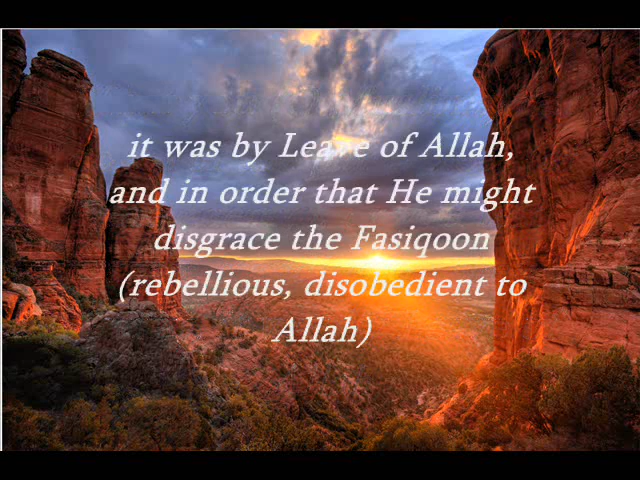 it was by Leave of Allah,
and in order that He might
disgrace the Fasiqoon
(rebellious, disobedient to
Allah)